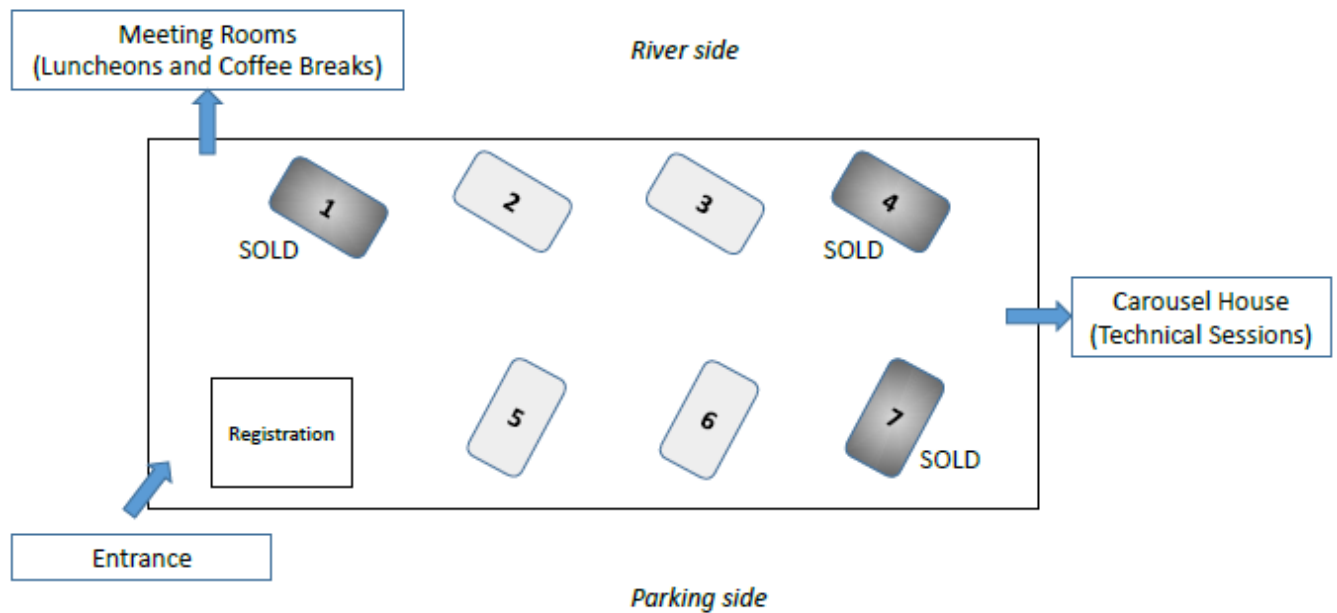 Meeting Rooms
(Luncheons and Coffee Breaks)
River side
1
2
3
4
SOLD
SOLD
Carousel House
(Technical Sessions)
Registration
5
6
7
SOLD
Entrance
Parking side